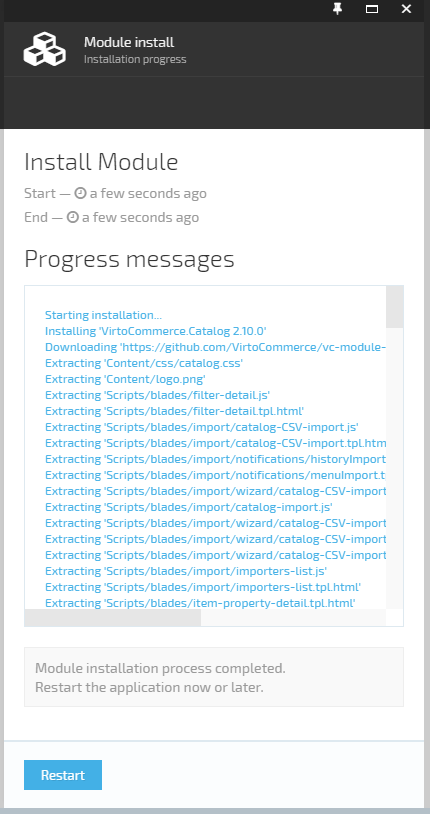 Module install
Installation progress
Install Module
Start — a few seconds ago
End — a few seconds ago
Progress messages
Starting installation...
Installing 'VirtoCommerce.Catalog 2.10.0'
Downloading 'https://github.com/VirtoCommerce/vc-module-
Extracting 'Content/css/catalog.css'
Extracting 'Content/logo.png'
Extracting 'Scripts/blades/filter-detail.js'
Extracting 'Scripts/blades/filter-detail.tpl.html'
Extracting 'Scripts/blades/import/catalog-CSV-import.js'
Extracting 'Scripts/blades/import/catalog-CSV-import.tpl.htm
Extracting 'Scripts/blades/import/notifications/historyImport
Extracting 'Scripts/blades/import/notifications/menuImport.t
Extracting 'Scripts/blades/import/wizard/catalog-CSV-import
Extracting 'Scripts/blades/import/catalog-import.js'
Extracting 'Scripts/blades/import/wizard/catalog-CSV-import
Extracting 'Scripts/blades/import/wizard/catalog-CSV-import
Extracting 'Scripts/blades/import/wizard/catalog-CSV-import
Extracting 'Scripts/blades/import/importers-list.js'
Extracting 'Scripts/blades/import/importers-list.tpl.html'
Extracting 'Scripts/blades/item-property-detail.tpl.html'
Module installation process completed.
Restart the application now or later.
Restart